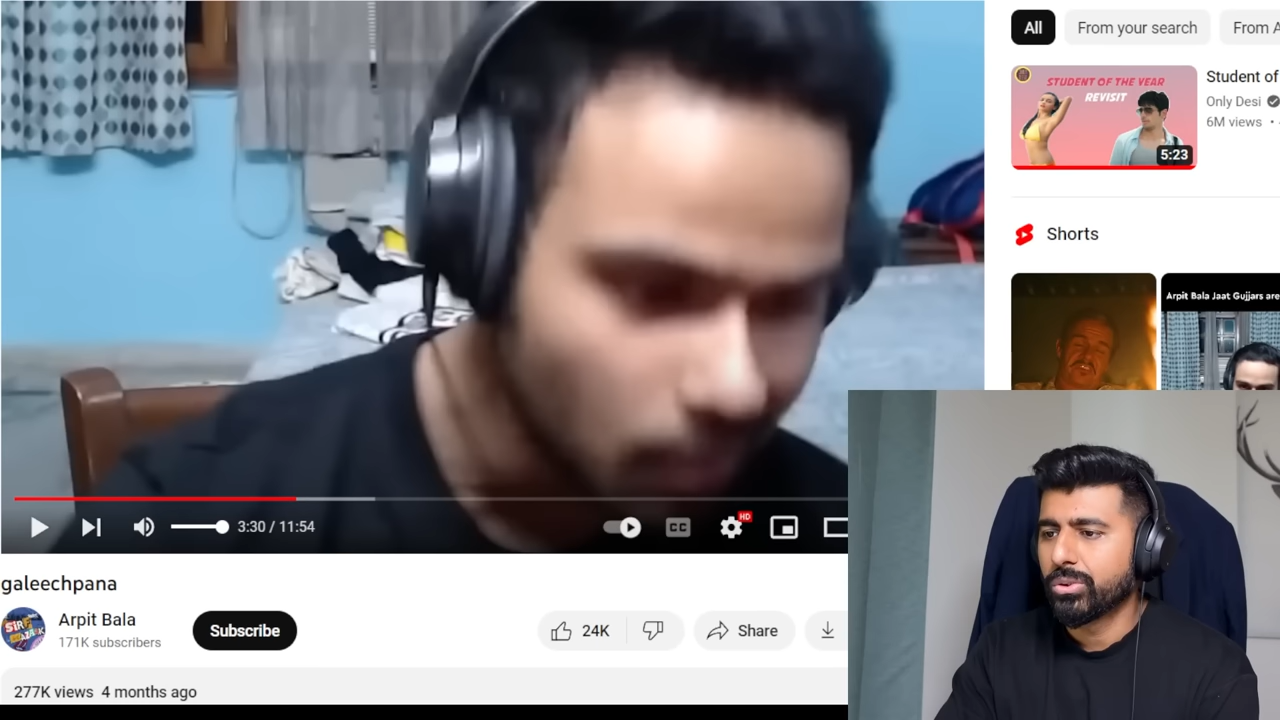 3:30 / 11:54
CC
HD
galeechpana
Arpit Bala
171K subscribers
Subscribe
24K
Share
277K views 4 months ago
All
From your search
From A
STUDENT OF THE YEAR
REVISIT
5:23
Student of
Only Desi
6M views •
Shorts
Arpit Bala Jaat Gujjars are